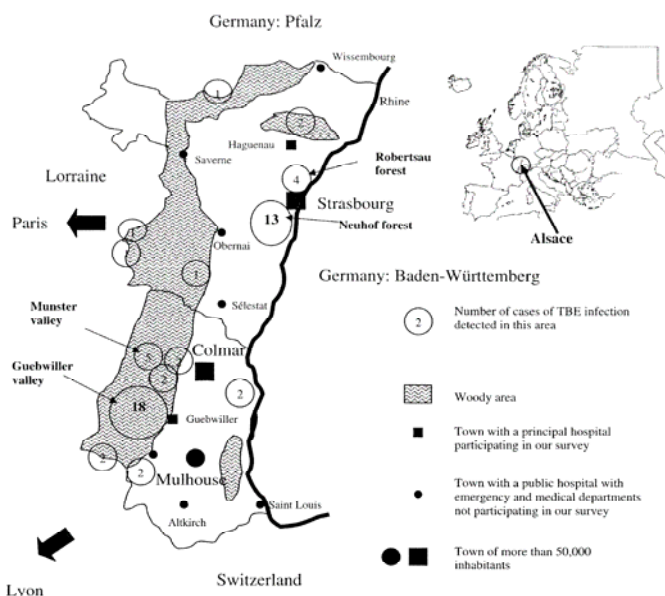 Germany: Pfalz
Wissembourg
1
Rhine
2
Haguenau
Saverne
Robertsau
forest
Lorraine
4
Strasbourg
Paris
13
Neuhof forest
1
Obernai
1
Alsace
Germany: Baden-Württemberg
Munster
valley
Sélestat
2
Number of cases of TBE infection
detected in this area
5
Colmar
Guebwiller
valley
2
18
Woody area
Guebwiller
Town with a principal hospital
participating in our survey
2
2
Mulhouse
Town with a public hospital with
emergency and medical departments
not participating in our survey
Altkirch
Saint Louis
Town of more than 50,000
inhabitants
Lyon
Switzerland